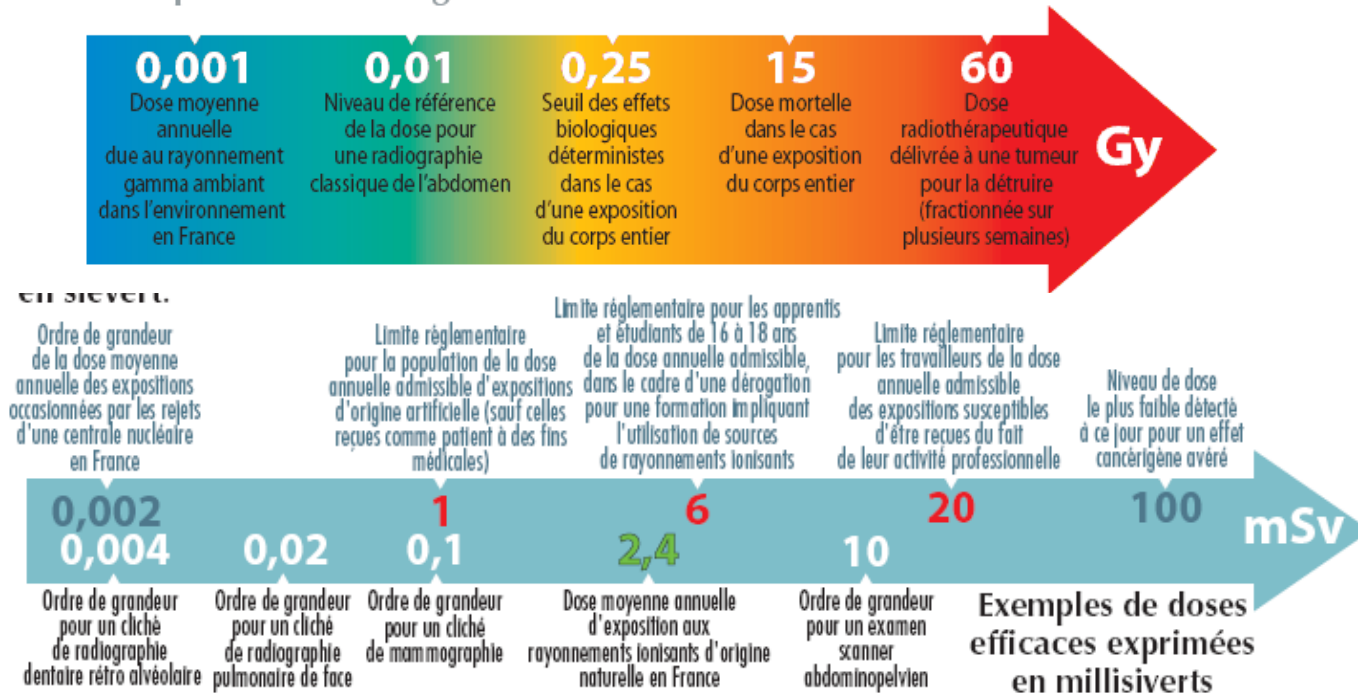 0,001
Dose moyenne
annuelle
due au rayonnement
gamma ambiant
dans l'environnement
en France
0,01
Niveau de référence
de la dose pour
une radiographie
classique de l'abdomen
0,25
Seuil des effets
biologiques
déterministes
dans le cas
d'une exposition
du corps entier
15
Dose mortelle
dans le cas
d'une exposition
du corps entier
60
Dose
radiothérapeutique
délivrée à une tumeur
pour la détruire
(fractionnée sur
plusieurs semaines)
Gy
en sievert.
Ordre de grandeur
de la dose moyenne
annuelle des expositions
occasionnées par les rejets
d'une centrale nucléaire
en France
0,002
Limite réglementaire
pour la population de la dose
annuelle admissible d'expositions
d'origine artificielle (sauf celles
reçues comme patient à des fins
médicales)
1
Limite réglementaire pour les apprentis
et étudiants de 16 à 18 ans
de la dose annuelle admissible,
dans le cadre d'une dérogation
pour une formation impliquant
l'utilisation de sources
de rayonnements ionisants
6
Limite réglementaire
pour les travailleurs de la dose
annuelle admissible
des expositions susceptibles
d'être reçues du fait
de leur activité professionnelle
20
Niveau de dose
le plus faible détecté
à ce jour pour un effet
cancérigène avéré
100
mSv
0,004
Ordre de grandeur
pour un cliché
de radiographie
dentaire rétro alvéolaire
0,02
Ordre de grandeur
pour un cliché
de radiographie
pulmonaire de face
0,1
Ordre de grandeur
pour un cliché
de mammographie
2,4
Dose moyenne annuelle
d'exposition aux
rayonnements ionisants d'origine
naturelle en France
10
Ordre de grandeur
pour un examen
scanner
abdominopelvien
Exemples de doses
efficaces exprimées
en millisiverts